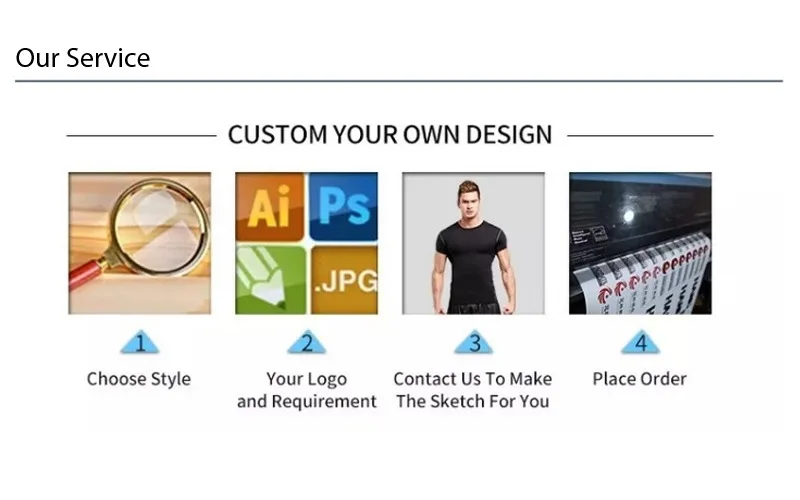 Our Service
CUSTOM YOUR OWN DESIGN
Ai
Ps
.JPG
1
2
3
4
Choose Style
Your Logo
and Requirement
Contact Us To Make
The Sketch For You
Place Order